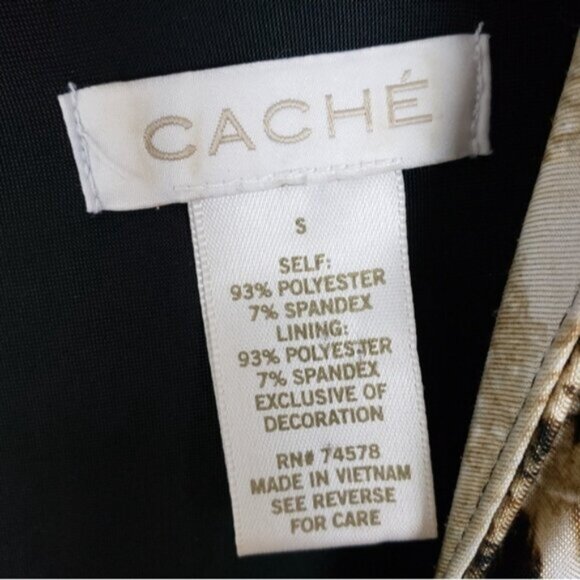 CACHÉ
S
SELF:
93% POLYESTER
7% SPANDEX
LINING:
93% POLYESTER
7% SPANDEX
EXCLUSIVE OF
DECORATION
RN# 74578
MADE IN VIETNAM
SEE REVERSE
FOR CARE